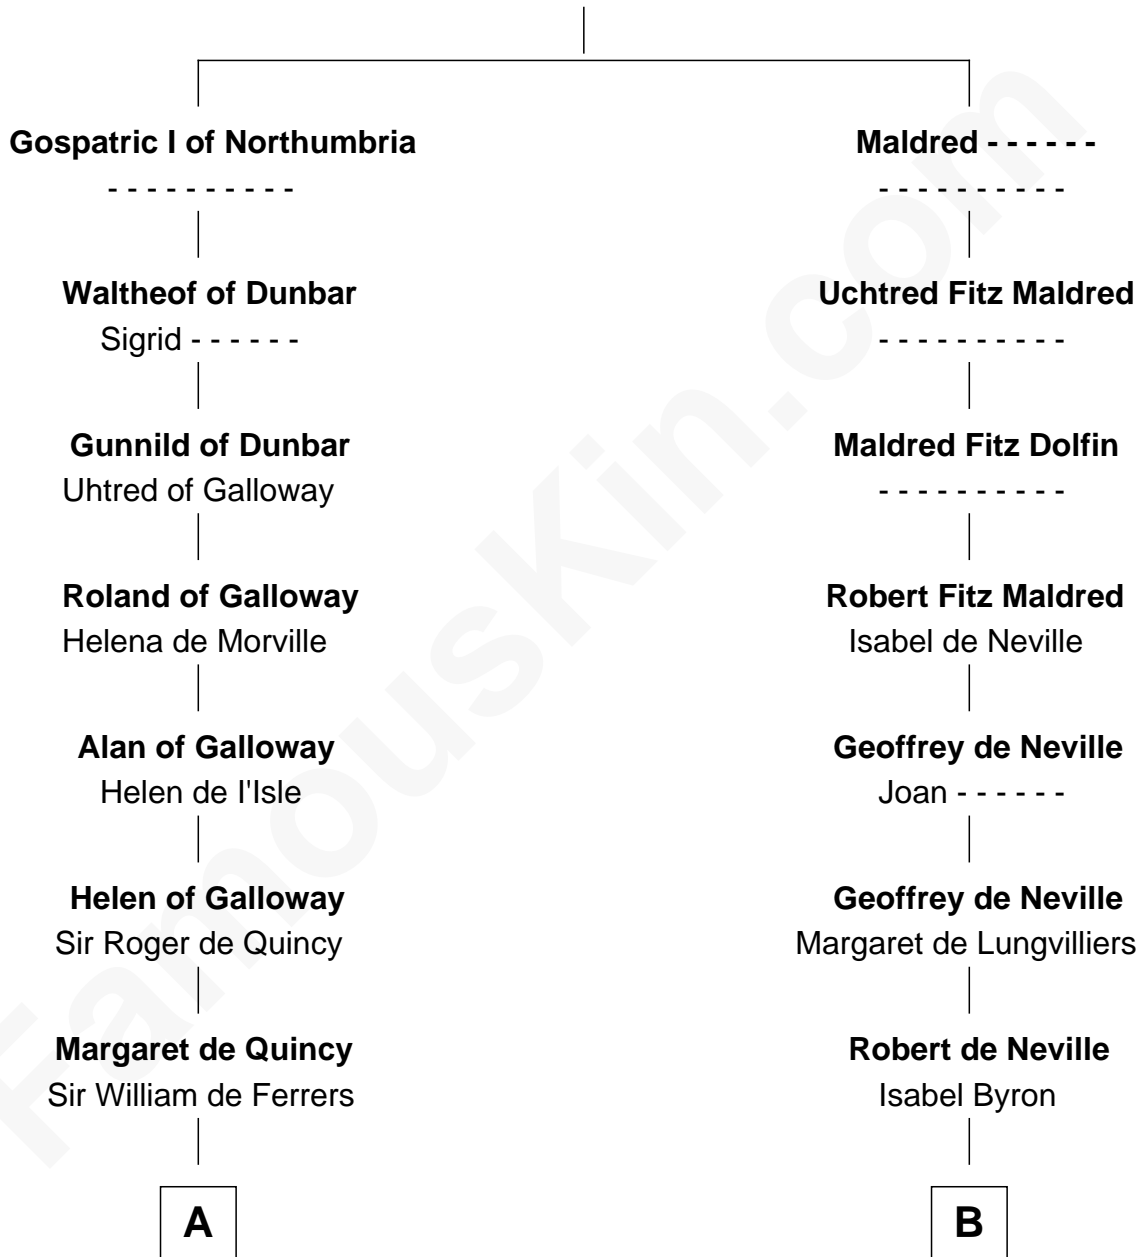 Gospatric I of Northumbria
- - - - - - - - - -
Waltheof of Dunbar
Sigrid - - - - - -
Gunnild of Dunbar
Uhtred of Galloway
Roland of Galloway
Helena de Morville
Alan of Galloway
Helen de I'Isle
Helen of Galloway
Sir Roger de Quincy
Margaret de Quincy
Sir William de Ferrers
A
Maldred - - - - - -
- - - - - - - - - -
Uchtred Fitz Maldred
- - - - - - - - - -
Maldred Fitz Dolfin
- - - - - - - - - -
Robert Fitz Maldred
Isabel de Neville
Geoffrey de Neville
Joan - - - - - -
Geoffrey de Neville
Margaret de Lungvilliers
Robert de Neville
Isabel Byron
B
FamousKin.com